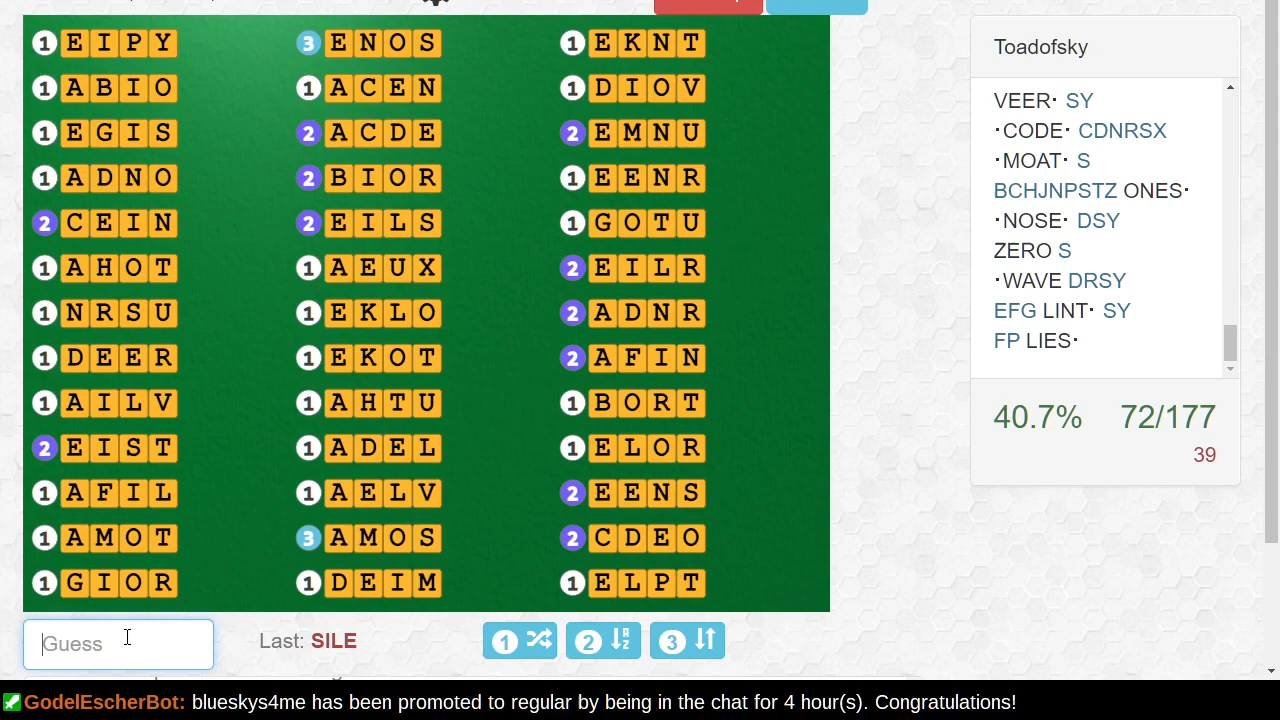 1 EIPY 3 ENOS 1 EKNT
1 ABIO 1 ACEN 1 DIOV
1 EGIS 2 ACDE 2 EMNU
1 ADNO 2 BIOR 1 EENR
2 CEIN 2 EILS 1 GOTU
1 AHOT 1 AEUX 2 EILR
1 NRSU 1 EKLO 2 ADNR
1 DEER 1 EKOT 2 AFIN
1 AILV 1 AHTU 1 BORT
2 EIST 1 ADEL 1 ELOR
1 AFIL 1 AELV 2 EENS
1 AMOT 3 AMOS 2 CDEO
1 GIOR 1 DEIM 1 ELPT
Guess
Last: SILE
1 2 3
Toadofsky
VEER· SY
·CODE· CDNRSX
·MOAT· S
BCHJNPSTZ ONES·
·NOSE· DSY
ZERO S
·WAVE DRSY
EFG LINT· SY
FP LIES·
40.7% 72/177
39
GodelEscherBot: blueskys4me has been promoted to regular by being in the chat for 4 hour(s). Congratulations!